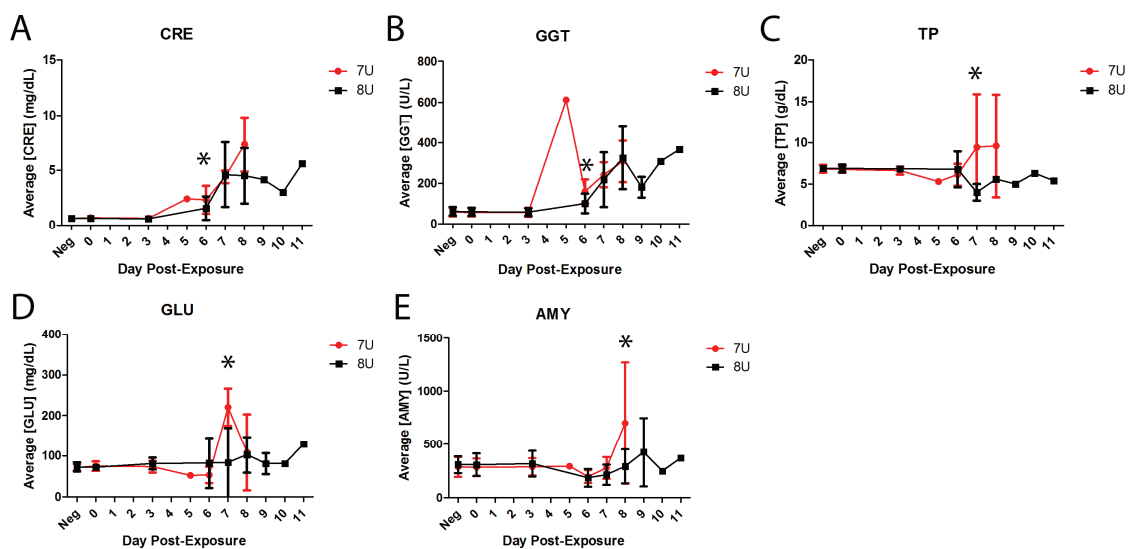 A
CRE
Average [CRE] (mg/dL)
15
10
5
0
*
Neg 0 1 2 3 4 5 6 7 8 9 10 11
Day Post-Exposure
7U
8U
B
GGT
Average [GGT] (U/L)
800
600
400
200
0
*
Neg 0 1 2 3 4 5 6 7 8 9 10 11
Day Post-Exposure
7U
8U
C
TP
Average [TP] (g/dL)
20
15
10
5
0
*
Neg 0 1 2 3 4 5 6 7 8 9 10 11
Day Post-Exposure
7U
8U
D
GLU
Average [GLU] (mg/dL)
400
300
200
100
0
*
Neg 0 1 2 3 4 5 6 7 8 9 10 11
Day Post-Exposure
7U
8U
E
AMY
Average [AMY] (U/L)
1500
1000
500
0
*
Neg 0 1 2 3 4 5 6 7 8 9 10 11
Day Post-Exposure
7U
8U